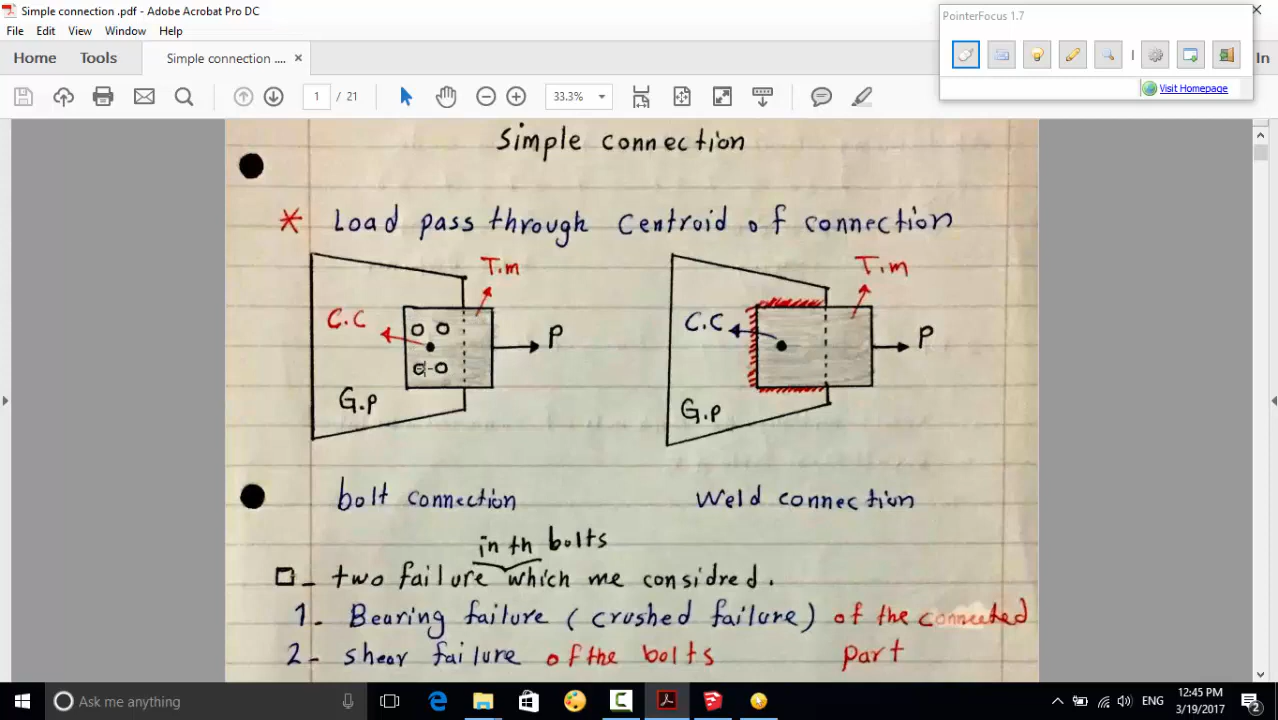 Simple connection .pdf - Adobe Acrobat Pro DC
File Edit View Window Help
PointerFocus 1.7
Home Tools Simple connection .... × In
1 / 21 33.3%
Visit Homepage
Simple connection
* Load pass through Centroid of connection
T.m T.m
C.C P C.C P
G.p G.p
bolt connection Weld connection
in th bolts
two failure which me considred.
1- Bearing failure (crushed failure) of the connected
2- shear failure of the bolts part
Ask me anything
ENG
12:45 PM
3/19/2017
2